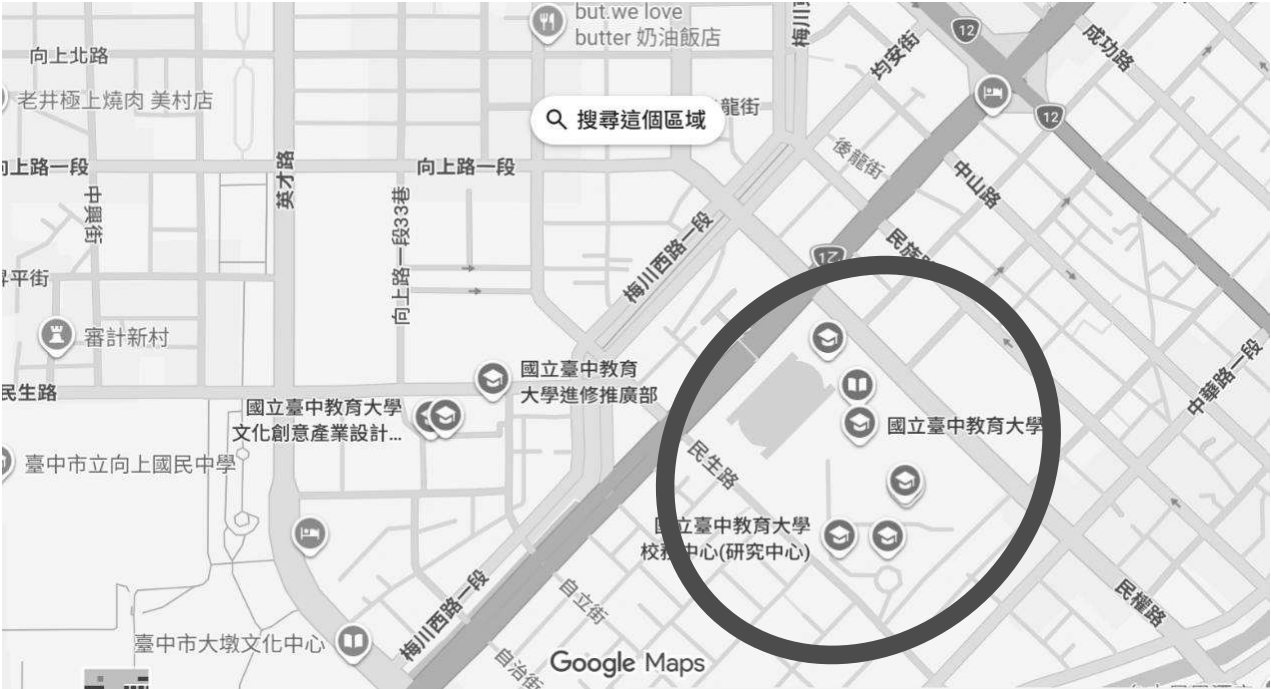 but.we love
butter 奶油飯店
向上北路
老井極上燒肉 美村店
搜尋這個區域
龍街
均安街
12
成功路
12
向上路一段
向上路一段
英才路
中興街
向上路一段33巷
後龍街
中山路
民族
梅川西路一段
平街
審計新村
民生路
國立臺中教育
大學進修推廣部
國立臺中教育大學
文化創意產業設計...
臺中市立向上國民中學
國立臺中教育大學
民生路
中華路一段
國立臺中教育大學
校務中心(研究中心)
自立街
梅川西路一段
民權路
臺中市大墩文化中心
自治街
Google Maps